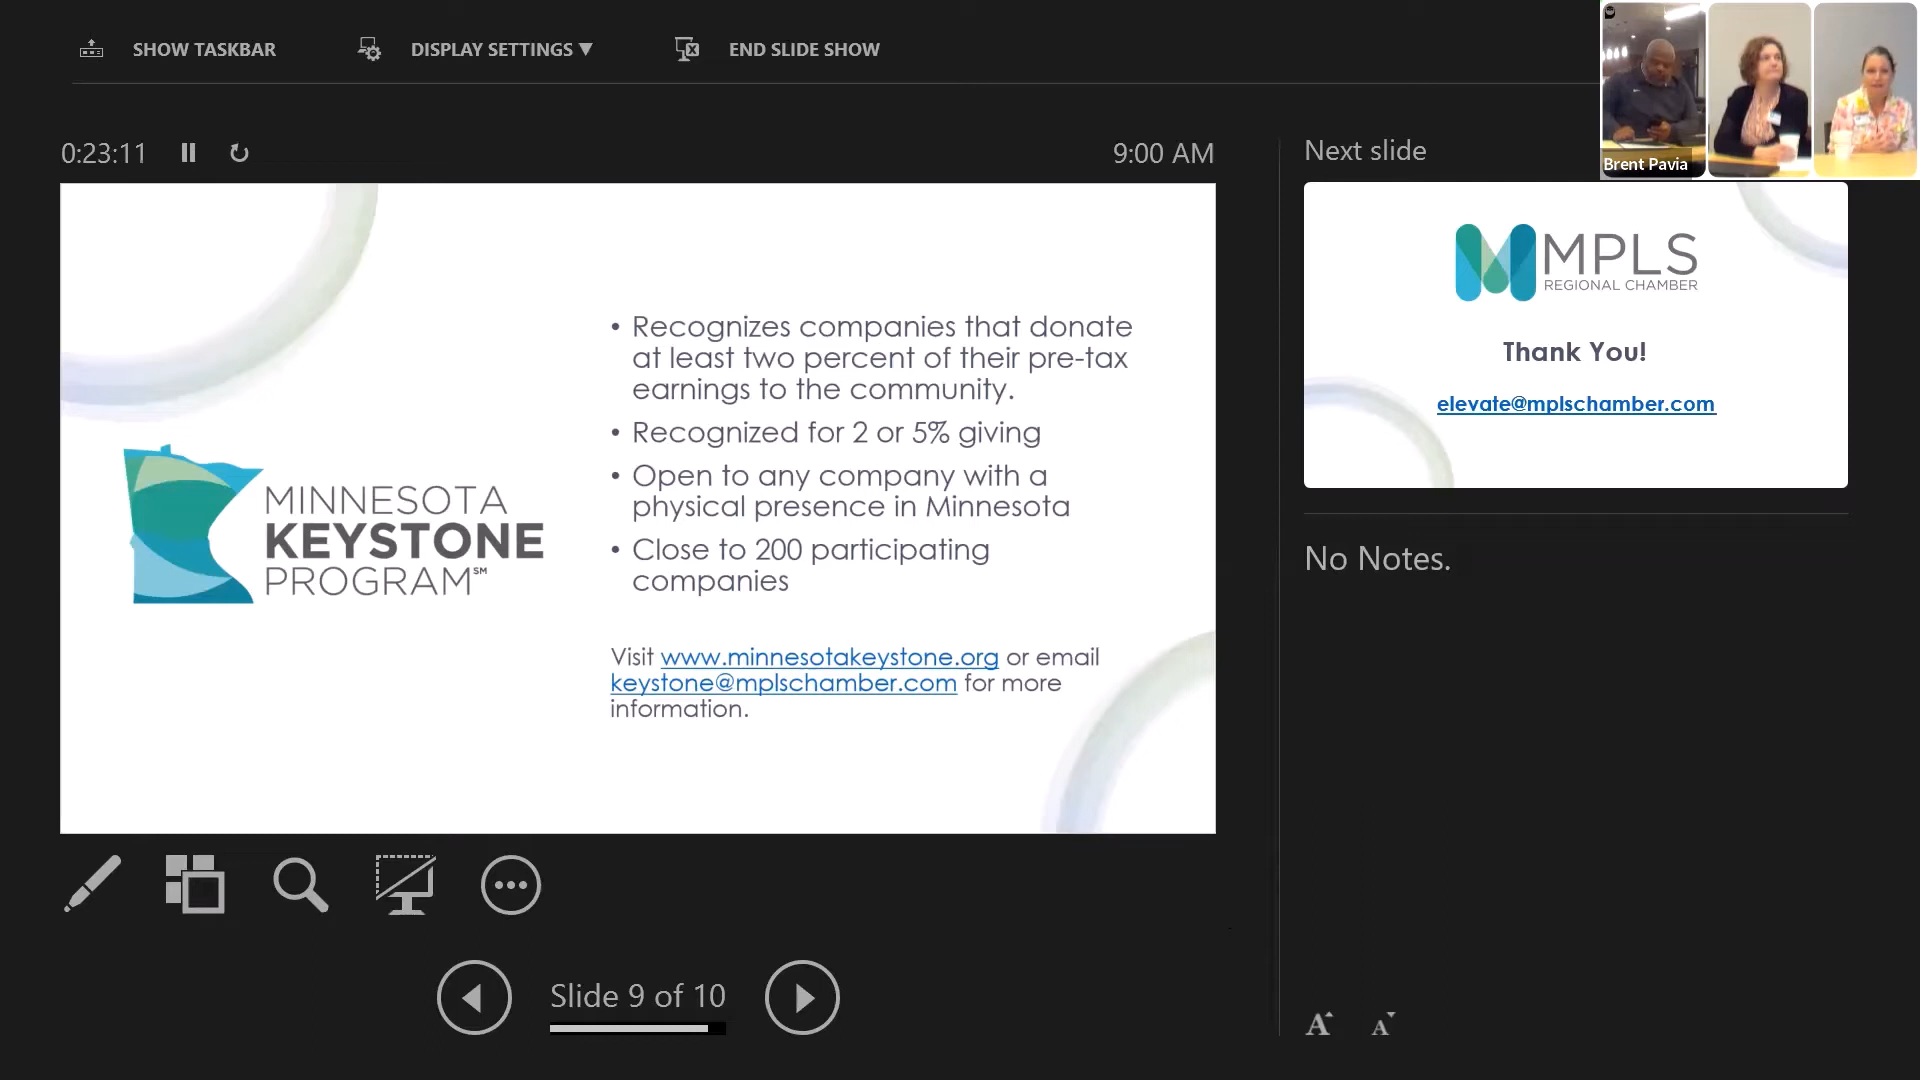 SHOW TASKBAR
DISPLAY SETTINGS ▼
END SLIDE SHOW
Brent Pavia
0:23:11
9:00 AM
MINNESOTA
KEYSTONE
PROGRAM℠
• Recognizes companies that donate
at least two percent of their pre-tax
earnings to the community.
• Recognized for 2 or 5% giving
• Open to any company with a
physical presence in Minnesota
• Close to 200 participating
companies
Visit www.minnesotakeystone.org or email
keystone@mplschamber.com for more
information.
Slide 9 of 10
Next slide
MPLS
REGIONAL CHAMBER
Thank You!
elevate@mplschamber.com
No Notes.
A A